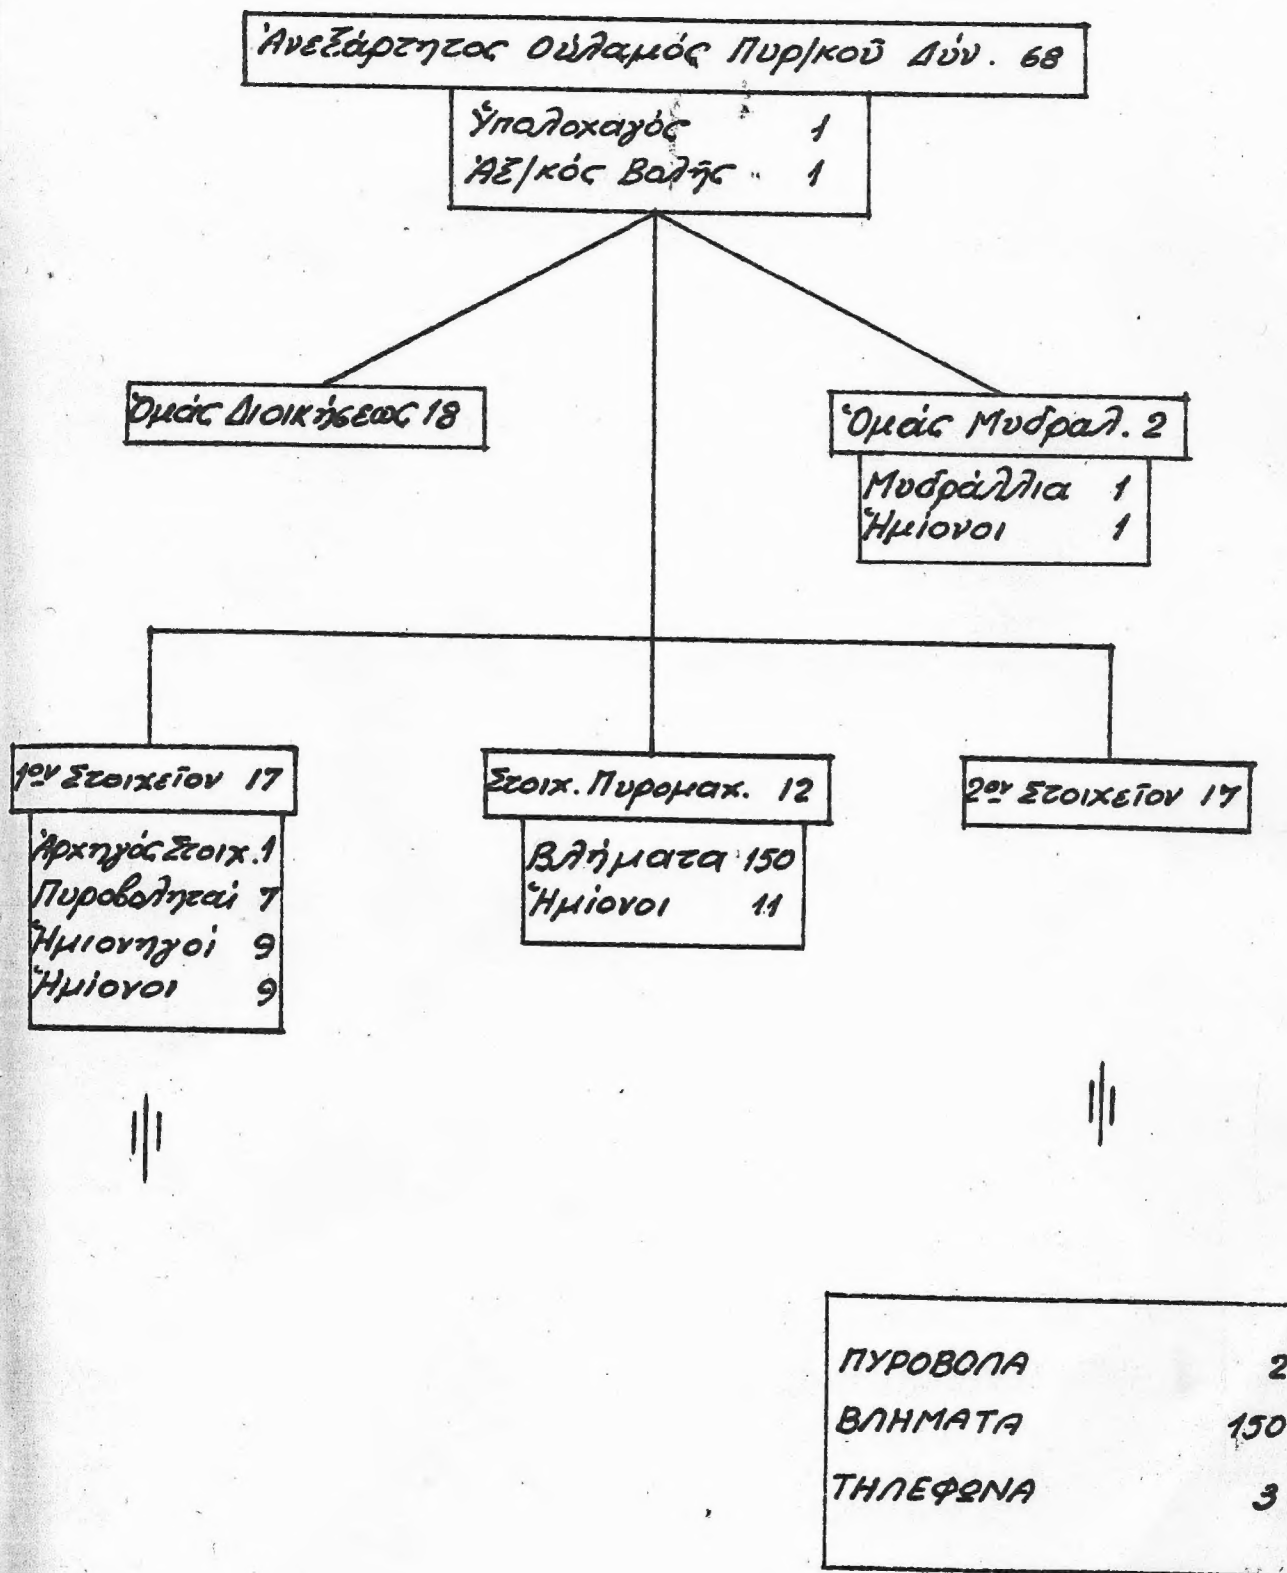 Ἀνεξάρτητος Οὐλαμός Πυρ/κοῦ Δύν. 68
Ὑπολοχαγός 1
Ἀξ/κός Βολῆς 1
Ὁμάς Διοικήσεως 18
Ὁμάς Μυδραλ. 2
Μυδράλλια 1
Ἡμίονοι 1
1ον Στοιχεῖον 17
Ἀρχηγός Στοιχ. 1
Πυροβοληταί 7
Ἡμιονηγοί 9
Ἡμίονοι 9
Στοιχ. Πυρομαχ. 12
Βλήματα 150
Ἡμίονοι 11
2ον Στοιχεῖον 17
ΠΥΡΟΒΟΛΑ 2
ΒΛΗΜΑΤΑ 150
ΤΗΛΕΦΩΝΑ 3